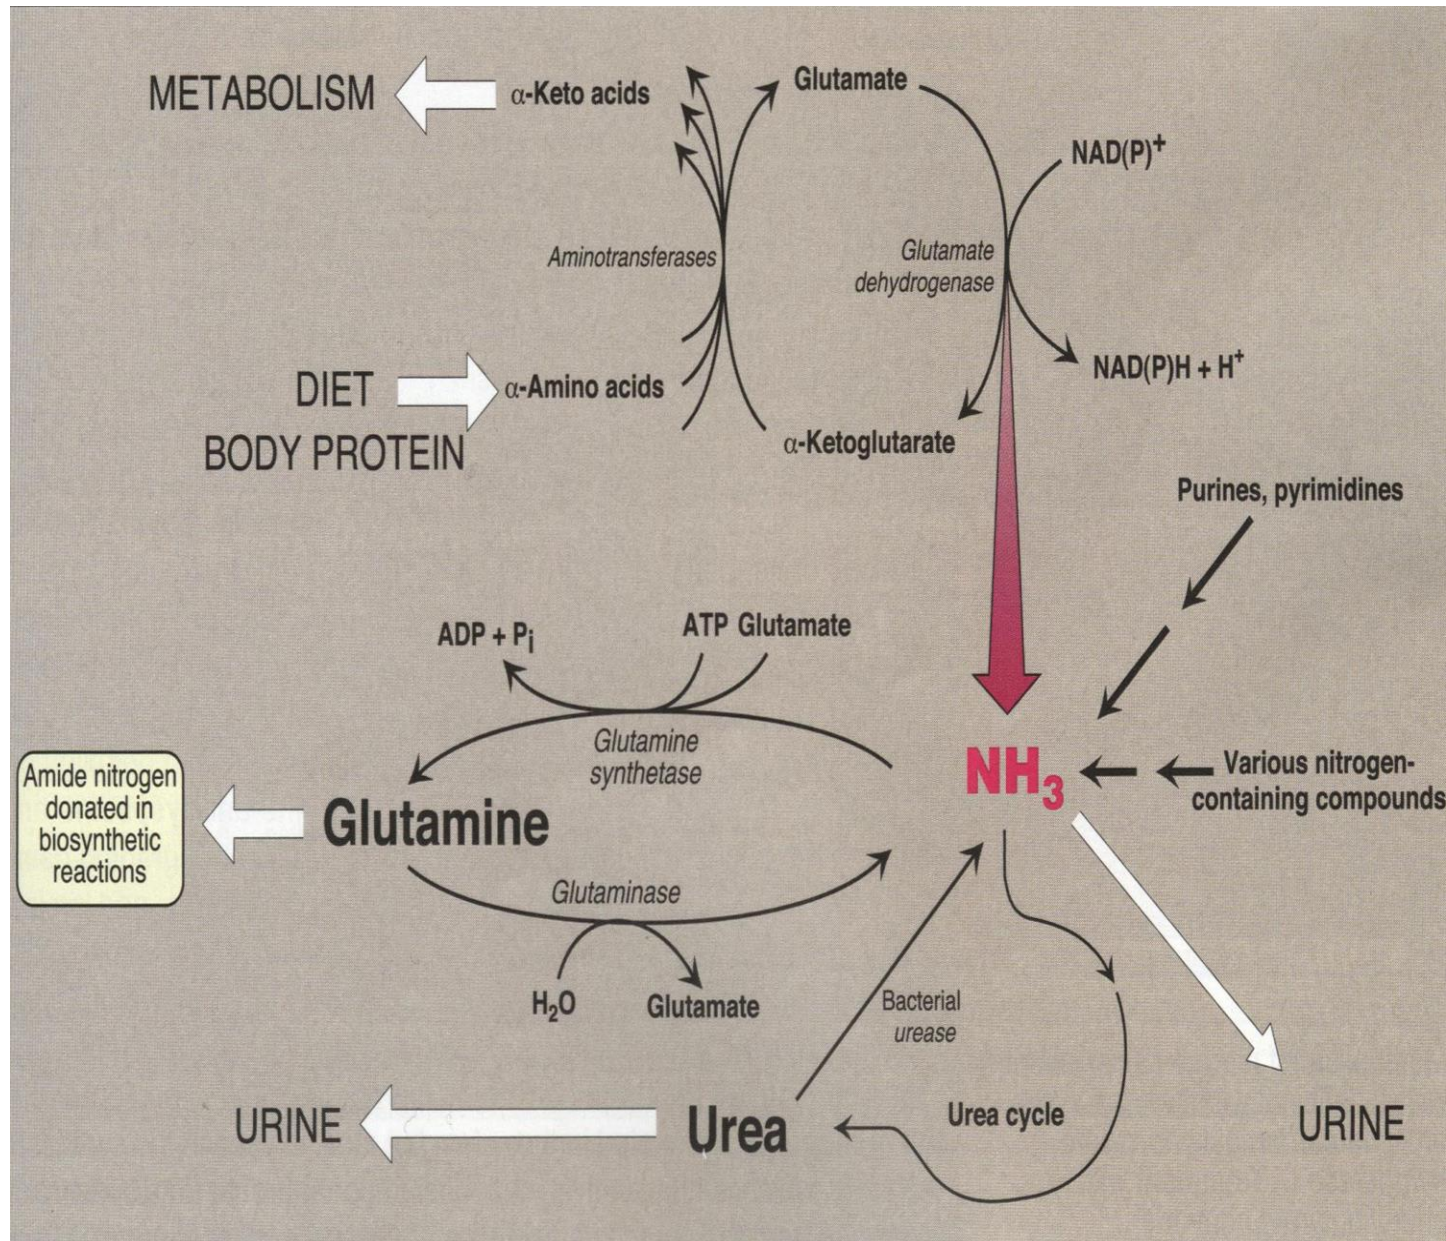 METABOLISM
α-Keto acids
Glutamate
NAD(P)+
Aminotransferases
Glutamate
dehydrogenase
NAD(P)H + H+
DIET
α-Amino acids
BODY PROTEIN
α-Ketoglutarate
Purines, pyrimidines
ADP + Pi
ATP Glutamate
Glutamine
synthetase
NH3
Various nitrogen-
containing compounds
Amide nitrogen
donated in
biosynthetic
reactions
Glutamine
Glutaminase
H2O
Glutamate
Bacterial
urease
URINE
Urea
Urea cycle
URINE